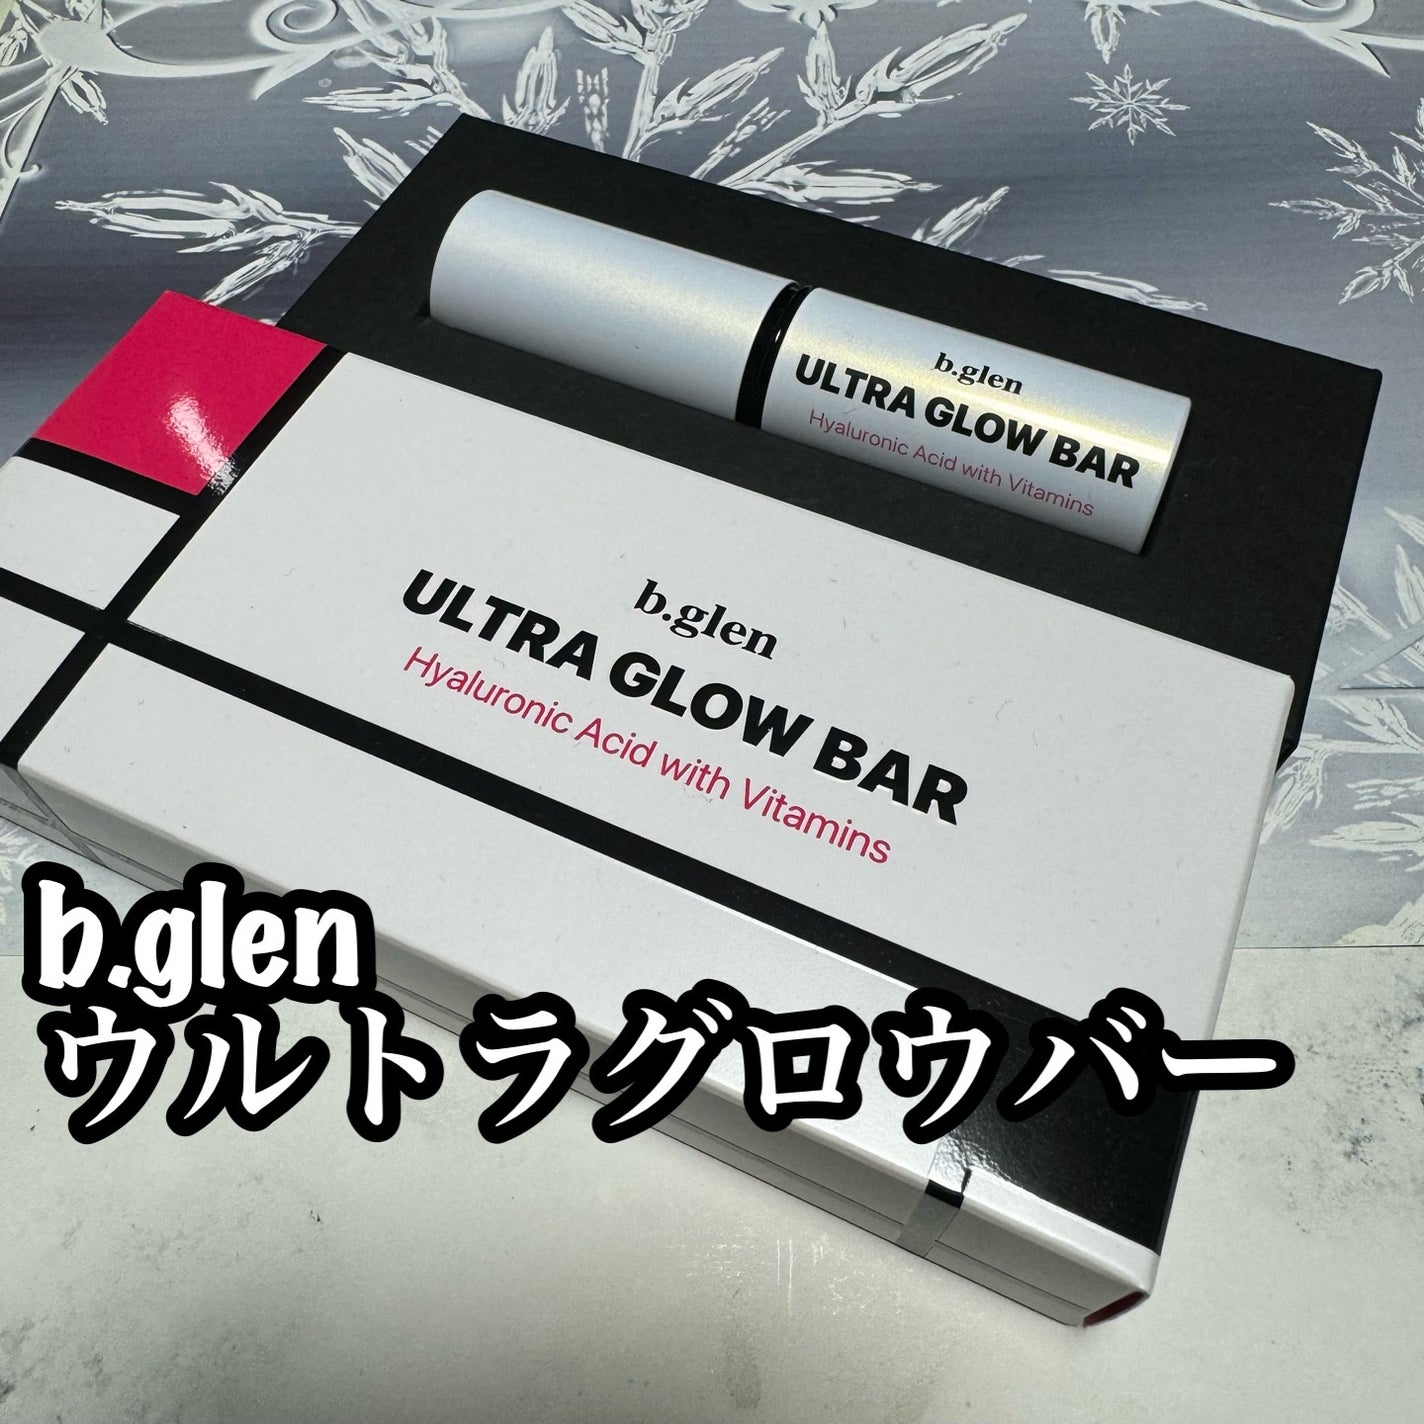 b.glen
ULTRA GLOW BAR
Hyaluronic Acid with Vitamins
b.glen
ULTRA GLOW BAR
Hyaluronic Acid with Vitamins
b.glen
ウルトラグロウバー